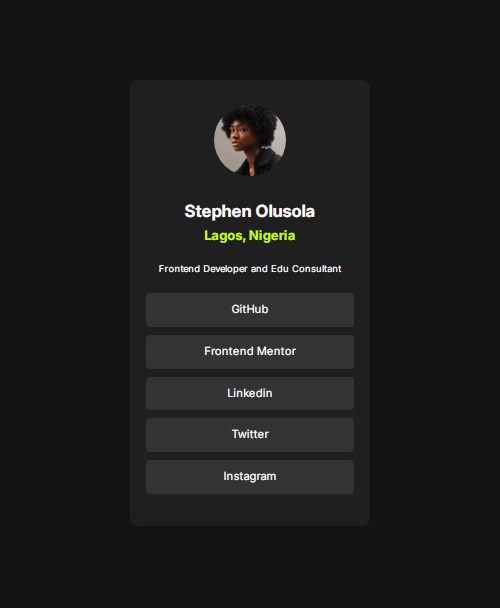 Stephen Olusola
Lagos, Nigeria
Frontend Developer and Edu Consultant
GitHub
Frontend Mentor
Linkedin
Twitter
Instagram